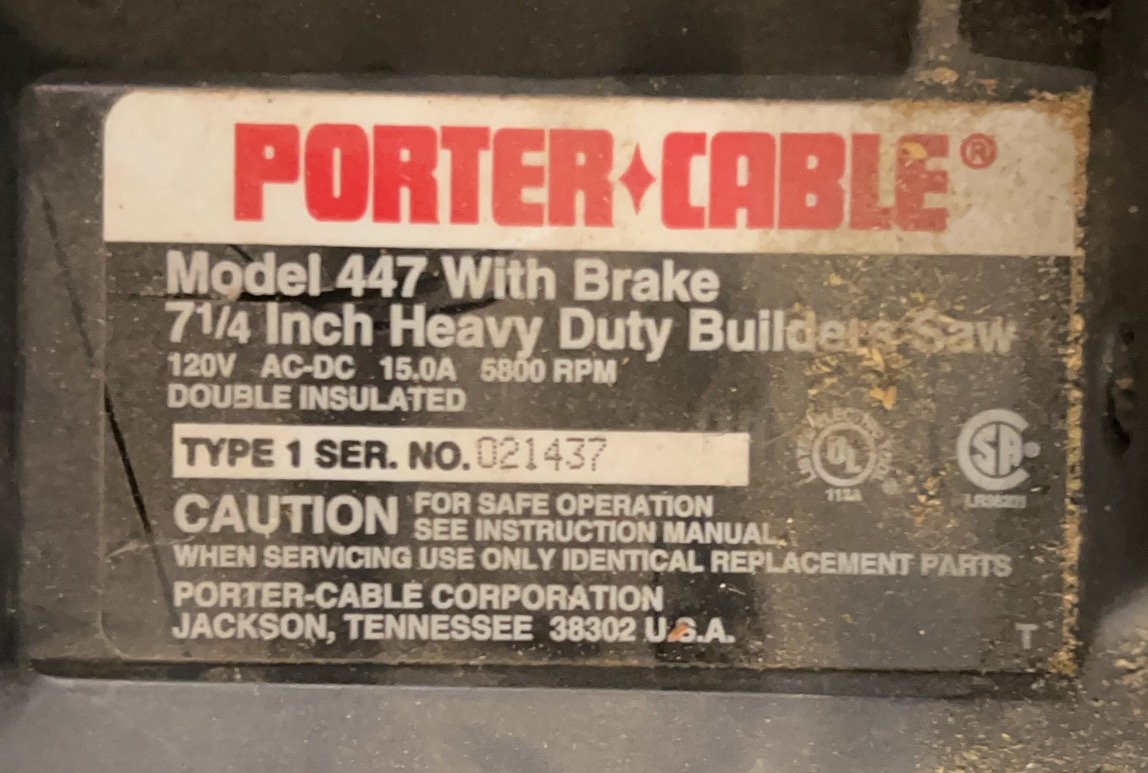 PORTER✦CABLE®
Model 447 With Brake
7 1/4 Inch Heavy Duty Builders Saw
120V AC-DC 15.0A 5800 RPM
DOUBLE INSULATED
TYPE 1 SER. NO. 021437
UL
SA
CAUTION FOR SAFE OPERATION
SEE INSTRUCTION MANUAL.
WHEN SERVICING USE ONLY IDENTICAL REPLACEMENT PARTS
PORTER-CABLE CORPORATION
JACKSON, TENNESSEE 38302 U.S.A.
T